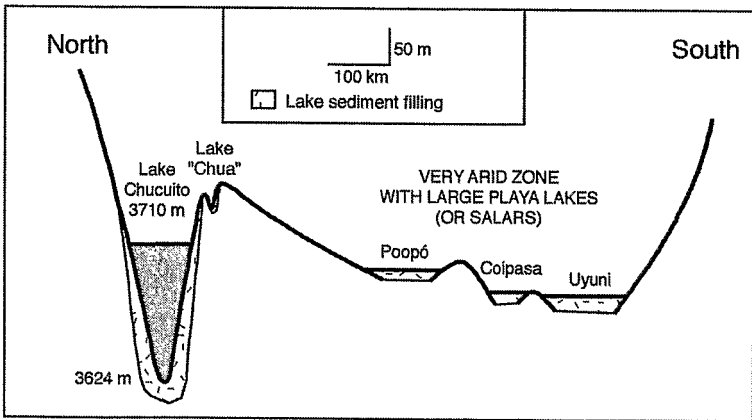 North
South
50 m
100 km
Lake sediment filling
Lake
"Chua"
Lake
Chucuito
3710 m
VERY ARID ZONE
WITH LARGE PLAYA LAKES
(OR SALARS)
Poopó
Coipasa
Uyuni
3624 m